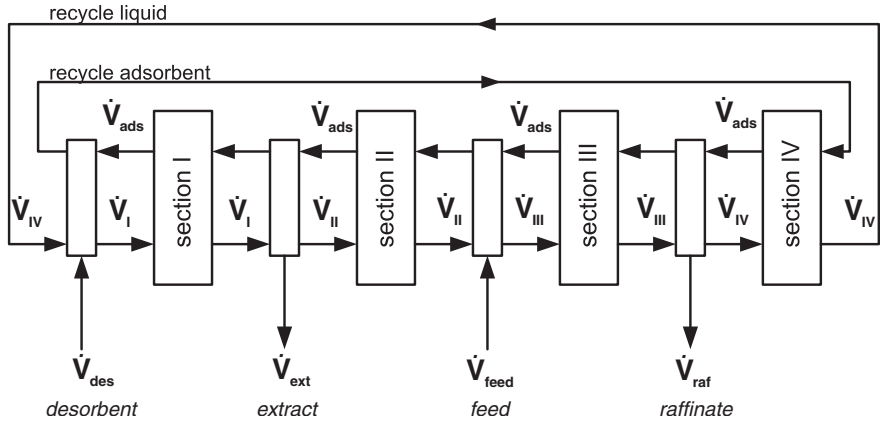 recycle liquid
recycle adsorbent
V̇ads V̇ads V̇ads V̇ads
section I section II section III section IV
V̇IV V̇I V̇I V̇II V̇II V̇III V̇III V̇IV V̇IV
V̇des V̇ext V̇feed V̇raf
desorbent extract feed raffinate